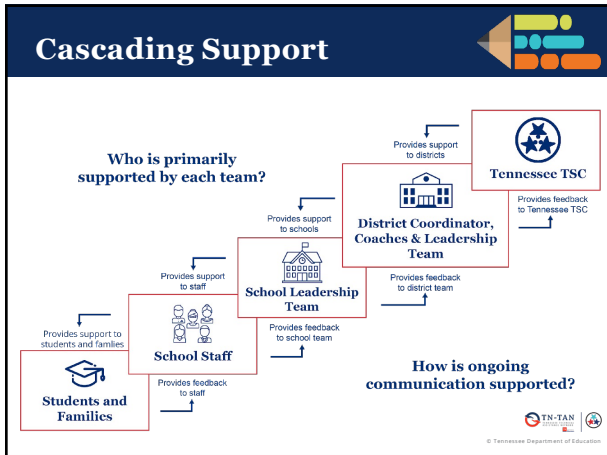 Cascading Support
Who is primarily
supported by each team?
Provides support
to districts
Tennessee TSC
Provides feedback
to Tennessee TSC
Provides support
to schools
District Coordinator,
Coaches & Leadership
Team
Provides feedback
to district team
Provides support
to staff
School Leadership
Team
Provides feedback
to school team
Provides support to
students and familes
School Staff
Provides feedback
to staff
Students and
Families
How is ongoing
communication supported?
TN-TAN
© Tennessee Department of Education